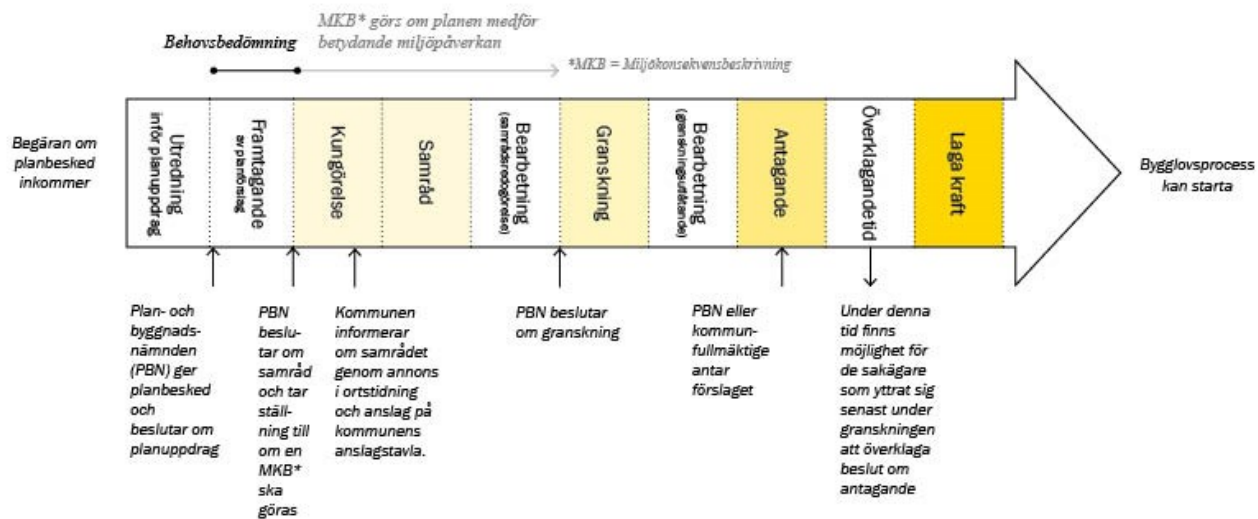 MKB* görs om planen medför
betydande miljöpåverkan
Behovsbedömning
*MKB = Miljökonsekvensbeskrivning
Begäran om
planbesked
inkommer
Utredning
inför planuppdrag
Framtagande
av planförslag
Kungörelse
Samråd
Bearbetning
(samrådsredogörelse)
Granskning
Bearbetning
(granskningsutlåtande)
Antagande
Överklagandetid
Laga kraft
Bygglovsprocess
kan starta
Plan- och
byggnads-
nämnden
(PBN) ger
planbesked
och
beslutar om
planuppdrag
PBN
beslu-
tar om
samråd
och tar
ställ-
ning till
om en
MKB*
ska
göras
Kommunen
informerar
om samrådet
genom annons
i ortstidning
och anslag på
kommunens
anslagstavla.
PBN beslutar
om granskning
PBN eller
kommun-
fullmäktige
antar
förslaget
Under denna
tid finns
möjlighet för
de sakägare
som yttrat sig
senast under
granskningen
att överklaga
beslut om
antagande